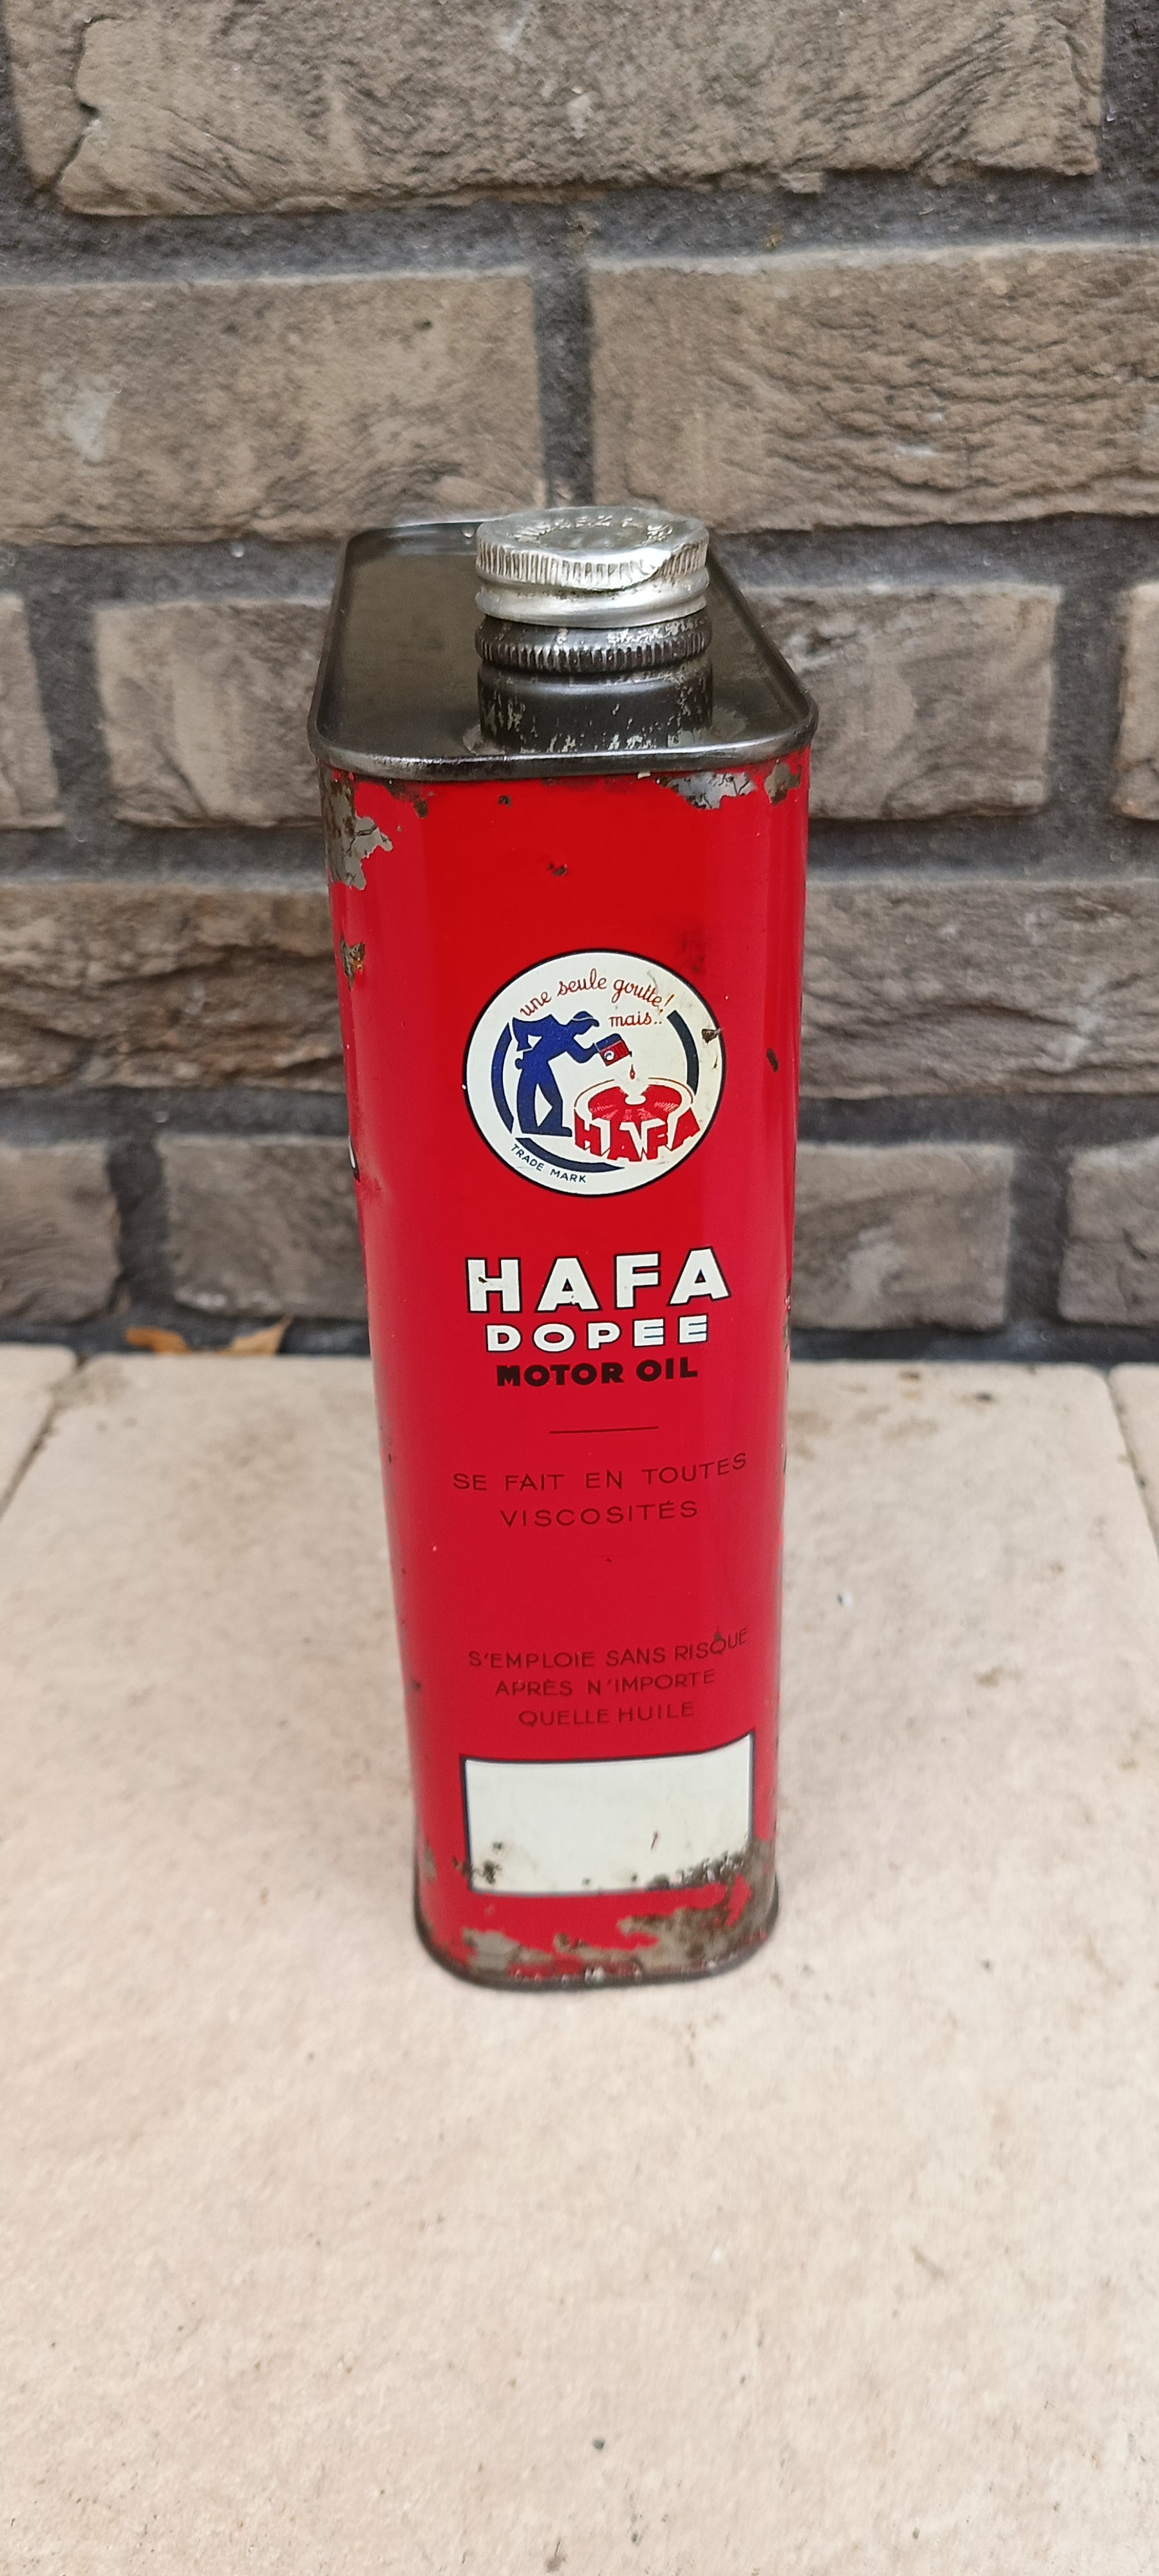 une seule goutte!
mais..
HAFA
TRADE MARK
HAFA
DOPEE
MOTOR OIL
SE FAIT EN TOUTES
VISCOSITÉS
S'EMPLOIE SANS RISQUE
APRÈS N'IMPORTE
QUELLE HUILE